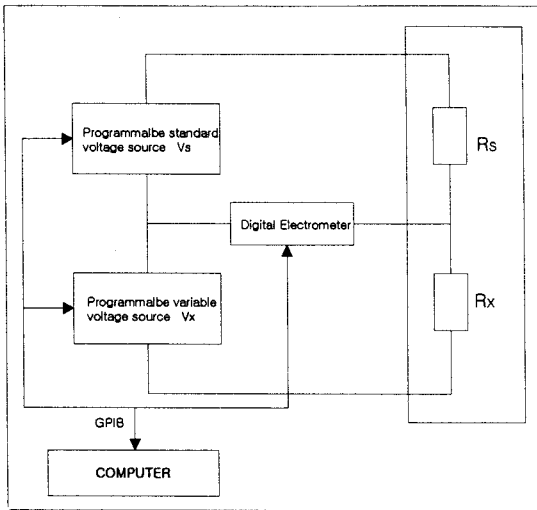 Programmalbe standard
voltage source Vs
Rs
Digital Electrometer
Programmalbe variable
voltage source Vx
Rx
GPIB
COMPUTER